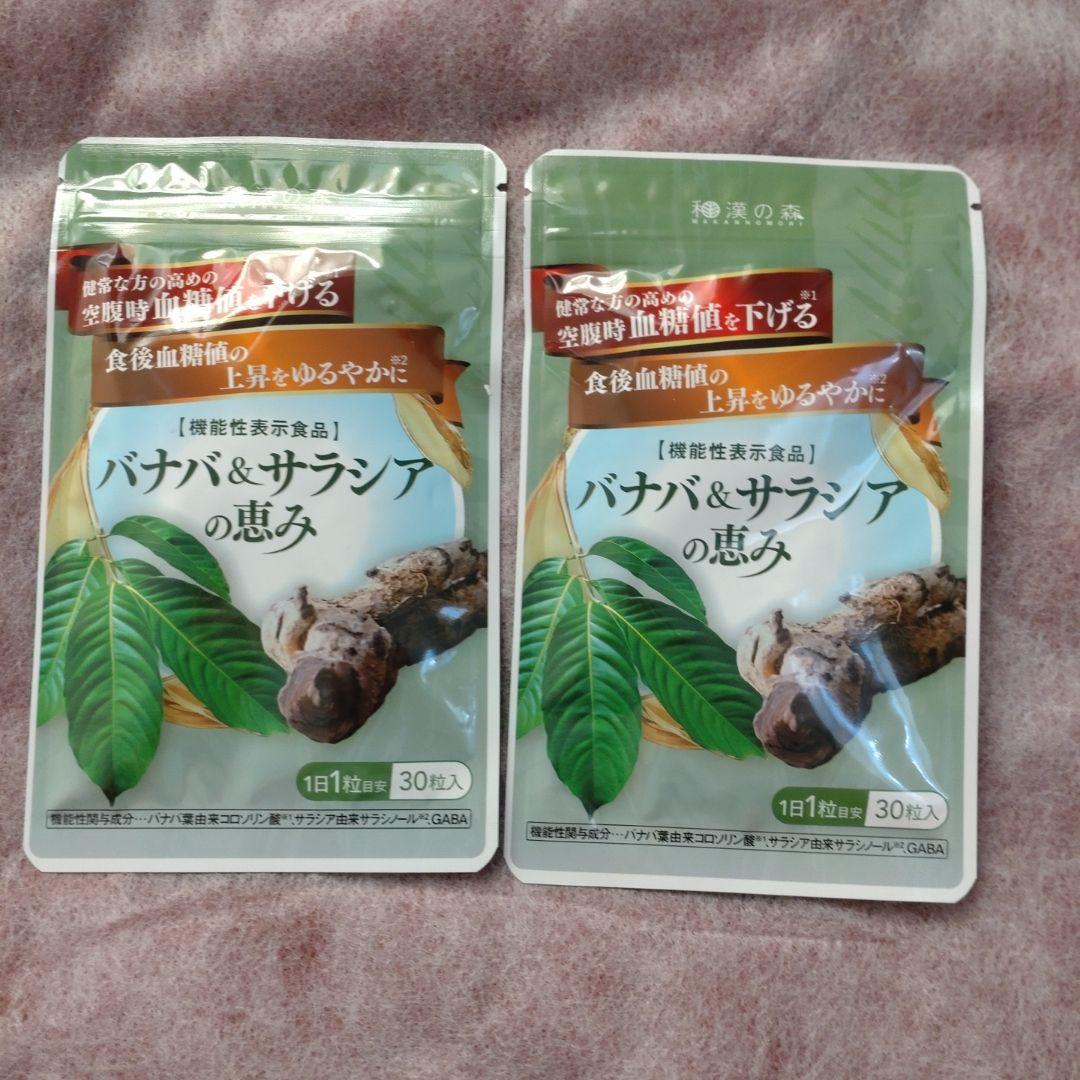 の森
健常な方の高めの
空腹時血糖値を下げる
食後血糖値の
上昇をゆるやかに※2
【機能性表示食品】
バナバ&サラシア
の恵み
1日1粒目安 30粒入
機能性関与成分…バナバ葉由来コロソリン酸※1、サラシア由来サラシノール※2、GABA
和漢の森
WAKANNOMORI
健常な方の高めの
空腹時血糖値を下げる※1
食後血糖値の
上昇をゆるやかに※2
【機能性表示食品】
バナバ&サラシア
の恵み
1日1粒目安 30粒入
機能性関与成分…バナバ葉由来コロソリン酸※1、サラシア由来サラシノール※2、GABA